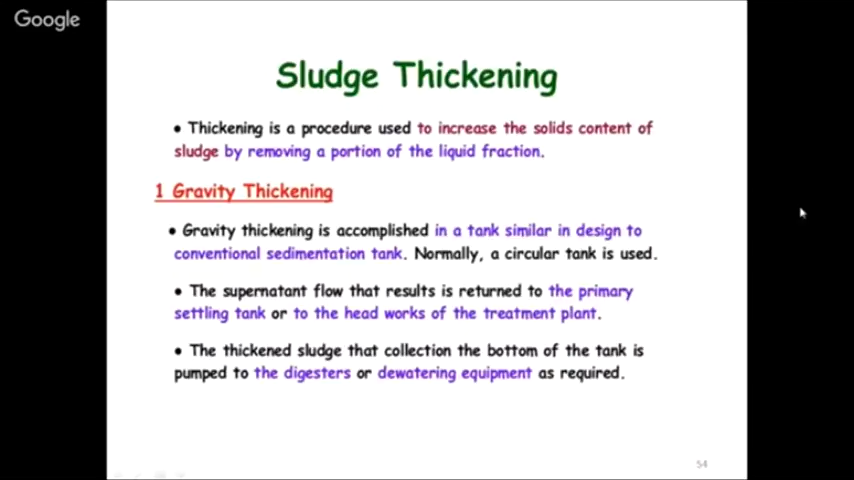 Google
Sludge Thickening
• Thickening is a procedure used to increase the solids content of
sludge by removing a portion of the liquid fraction.
1 Gravity Thickening
• Gravity thickening is accomplished in a tank similar in design to
conventional sedimentation tank. Normally, a circular tank is used.
• The supernatant flow that results is returned to the primary
settling tank or to the head works of the treatment plant.
• The thickened sludge that collection the bottom of the tank is
pumped to the digesters or dewatering equipment as required.
54